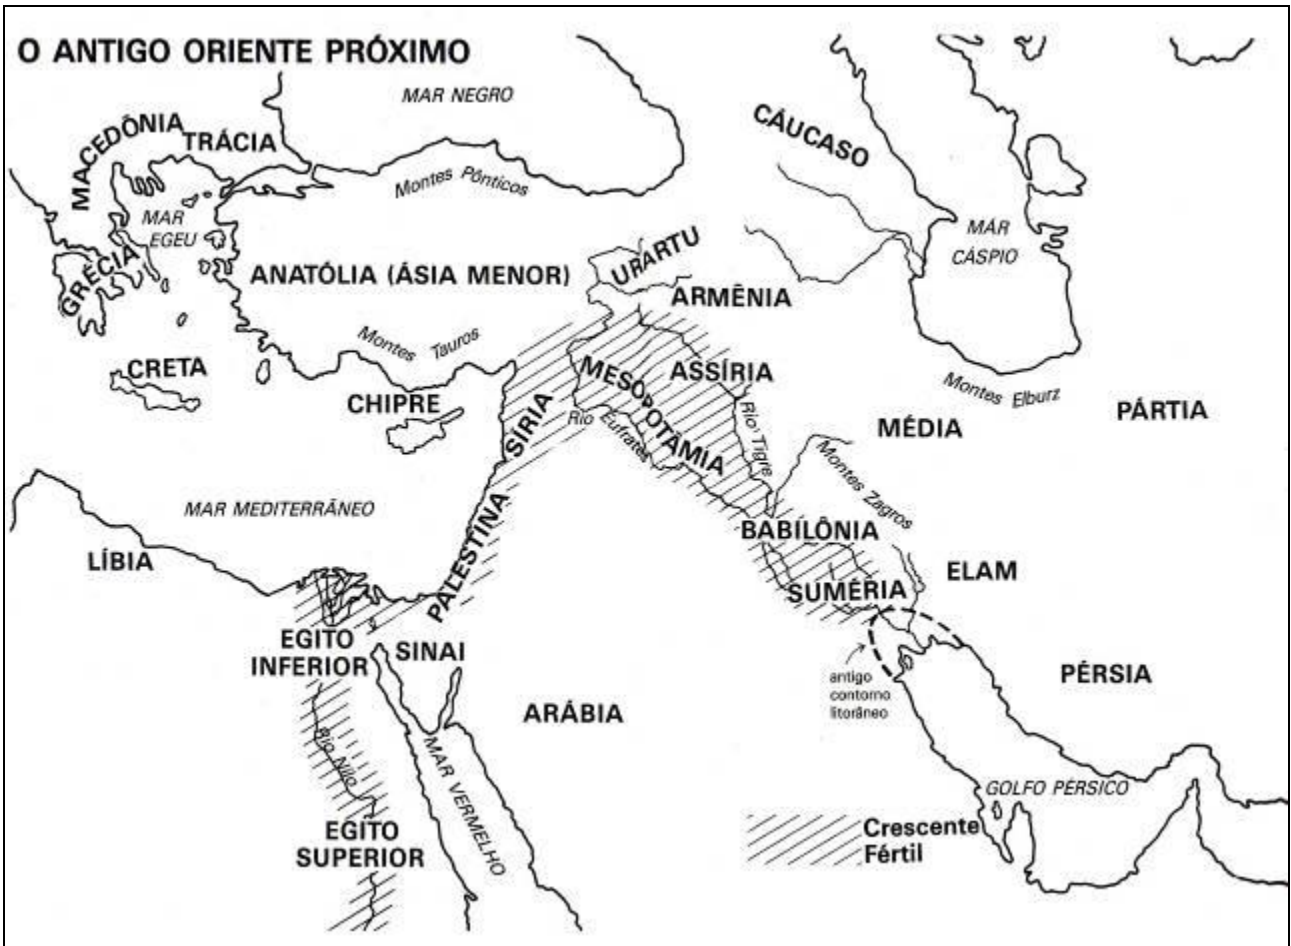 O ANTIGO ORIENTE PRÓXIMO
MAR NEGRO
CÁUCASO
MACEDÔNIA
TRÁCIA
Montes Pônticos
MAR
EGEU
MÁR
CÁSPIO
GRÉCIA
ANATÓLIA (ÁSIA MENOR)
URARTU
ARMÊNIA
Montes Tauros
CRETA
CHIPRE
SÍRIA
MESOPOTÂMIA
ASSÍRIA
Rio Eufrates
Rio Tigre
Montes Elburz
MÉDIA
PÁRTIA
Montes Zagros
MAR MEDITERRÂNEO
PALESTINA
BABILÔNIA
LÍBIA
SUMÉRIA
ELAM
EGITO
INFERIOR
SINAI
antigo
contorno
litorâneo
PÉRSIA
ARÁBIA
Rio Nilo
MAR VERMELHO
GOLFO PÉRSICO
EGITO
SUPERIOR
Crescente
Fértil